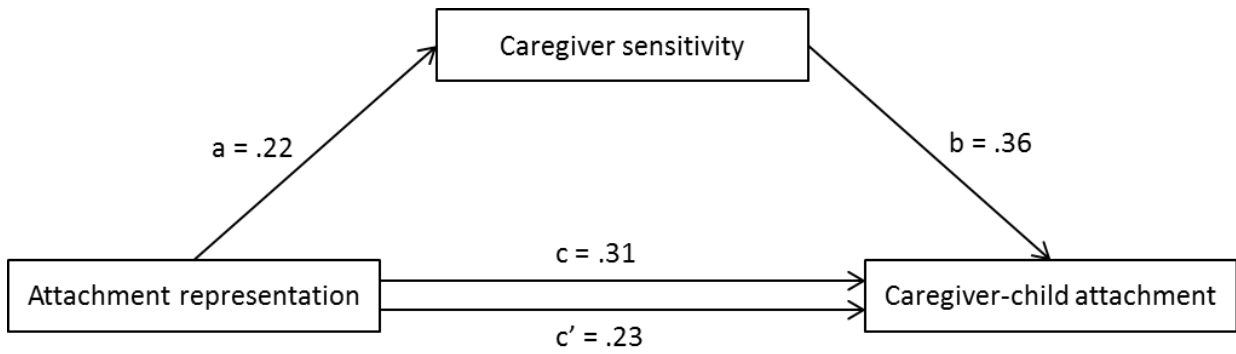 Caregiver sensitivity
a = .22
b = .36
c = .31
Attachment representation
Caregiver-child attachment
c’ = .23